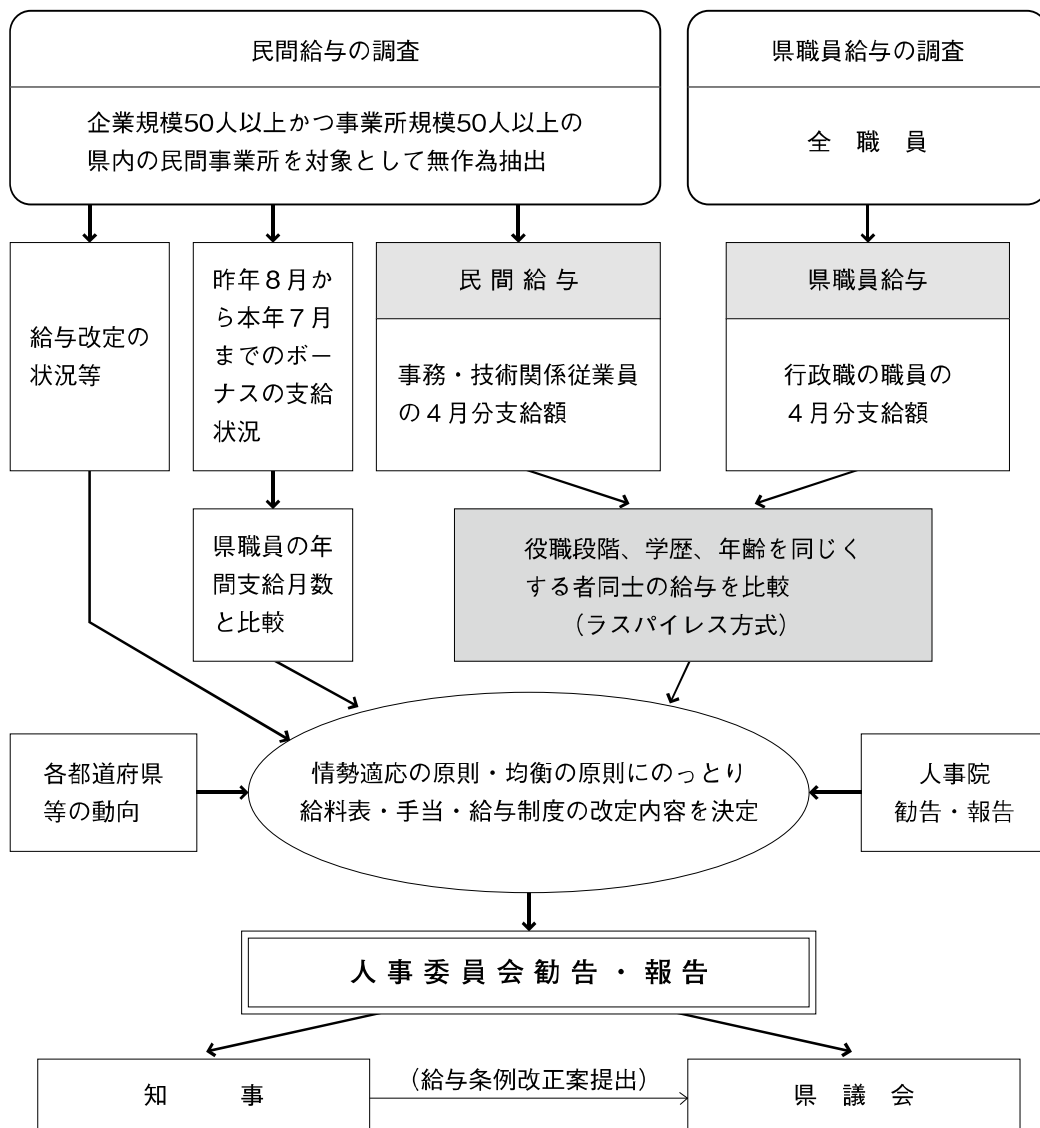 民間給与の調査
企業規模50人以上かつ事業所規模50人以上の
県内の民間事業所を対象として無作為抽出
県職員給与の調査
全 職 員
給与改定の
状況等
昨年８月か
ら本年７月
までのボー
ナスの支給
状況
民間給与
事務・技術関係従業員
の４月分支給額
県職員給与
行政職の職員の
４月分支給額
県職員の年
間支給月数
と比較
役職段階、学歴、年齢を同じく
する者同士の給与を比較
（ラスパイレス方式）
各都道府県
等の動向
情勢適応の原則・均衡の原則にのっとり
給料表・手当・給与制度の改定内容を決定
人事院
勧告・報告
人事委員会勧告・報告
知 事
（給与条例改正案提出）
県 議 会